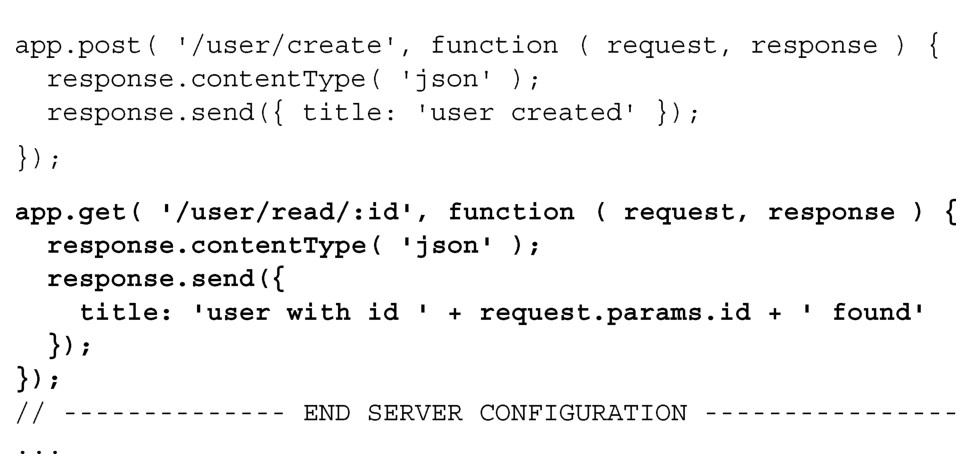 app.post( '/user/create', function ( request, response ) {
  response.contentType( 'json' );
  response.send({ title: 'user created' });
});
app.get( '/user/read/:id', function ( request, response ) {
  response.contentType( 'json' );
  response.send({
    title: 'user with id ' + request.params.id + ' found'
  });
});
// -------------- END SERVER CONFIGURATION ----------------
...